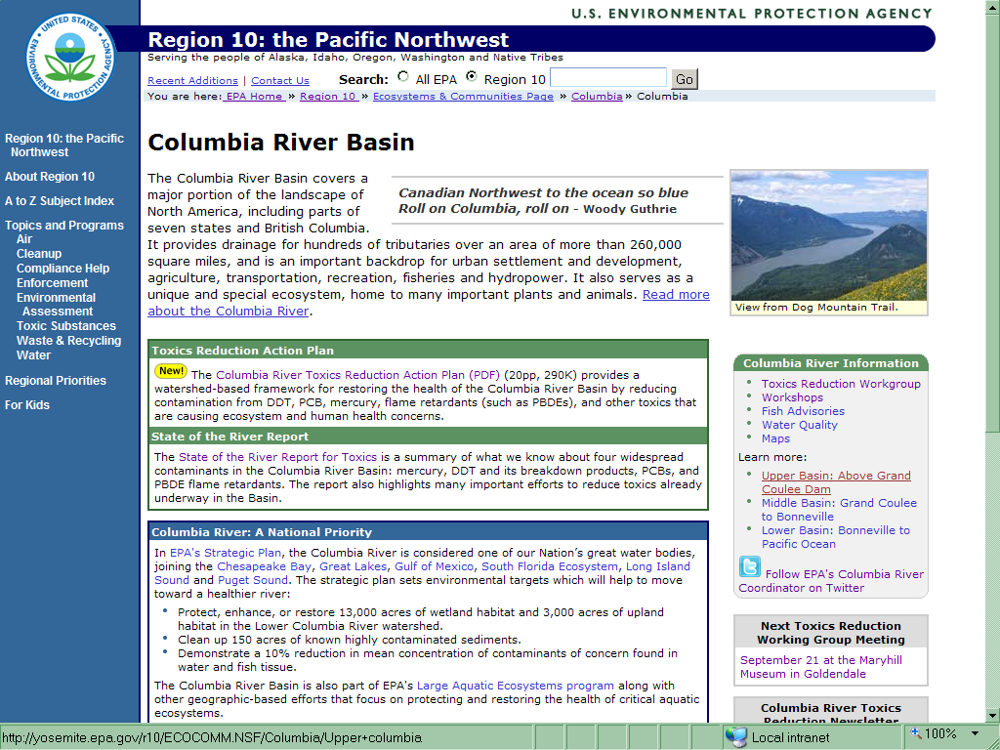 U.S. ENVIRONMENTAL PROTECTION AGENCY
UNITED STATES
ENVIRONMENTAL PROTECTION AGENCY
Region 10: the Pacific Northwest
Serving the people of Alaska, Idaho, Oregon, Washington and Native Tribes
Recent Additions | Contact Us Search: All EPA Region 10 Go
You are here: EPA Home » Region 10 » Ecosystems & Communities Page » Columbia » Columbia
Region 10: the Pacific
Northwest
About Region 10
A to Z Subject Index
Topics and Programs
Air
Cleanup
Compliance Help
Enforcement
Environmental
Assessment
Toxic Substances
Waste & Recycling
Water
Regional Priorities
For Kids
Columbia River Basin
The Columbia River Basin covers a
major portion of the landscape of
North America, including parts of
seven states and British Columbia.
It provides drainage for hundreds of tributaries over an area of more than 260,000
square miles, and is an important backdrop for urban settlement and development,
agriculture, transportation, recreation, fisheries and hydropower. It also serves as a
unique and special ecosystem, home to many important plants and animals. Read more
about the Columbia River.
Canadian Northwest to the ocean so blue
Roll on Columbia, roll on - Woody Guthrie
View from Dog Mountain Trail.
Toxics Reduction Action Plan
New! The Columbia River Toxics Reduction Action Plan (PDF) (20pp, 290K) provides a
watershed-based framework for restoring the health of the Columbia River Basin by reducing
contamination from DDT, PCB, mercury, flame retardants (such as PBDEs), and other toxics that
are causing ecosystem and human health concerns.
State of the River Report
The State of the River Report for Toxics is a summary of what we know about four widespread
contaminants in the Columbia River Basin: mercury, DDT and its breakdown products, PCBs, and
PBDE flame retardants. The report also highlights many important efforts to reduce toxics already
underway in the Basin.
Columbia River: A National Priority
In EPA's Strategic Plan, the Columbia River is considered one of our Nation's great water bodies,
joining the Chesapeake Bay, Great Lakes, Gulf of Mexico, South Florida Ecosystem, Long Island
Sound and Puget Sound. The strategic plan sets environmental targets which will help to move
toward a healthier river:
Protect, enhance, or restore 13,000 acres of wetland habitat and 3,000 acres of upland
habitat in the Lower Columbia River watershed.
Clean up 150 acres of known highly contaminated sediments.
Demonstrate a 10% reduction in mean concentration of contaminants of concern found in
water and fish tissue.
The Columbia River Basin is also part of EPA's Large Aquatic Ecosystems program along with
other geographic-based efforts that focus on protecting and restoring the health of critical aquatic
ecosystems.
Columbia River Information
Toxics Reduction Workgroup
Workshops
Fish Advisories
Water Quality
Maps
Learn more:
Upper Basin: Above Grand
Coulee Dam
Middle Basin: Grand Coulee
to Bonneville
Lower Basin: Bonneville to
Pacific Ocean
Follow EPA's Columbia River
Coordinator on Twitter
Next Toxics Reduction
Working Group Meeting
September 21 at the Maryhill
Museum in Goldendale
Columbia River Toxics
Reduction Newsletter
http://yosemite.epa.gov/r10/ECOCOMM.NSF/Columbia/Upper+columbia
Local intranet
100%